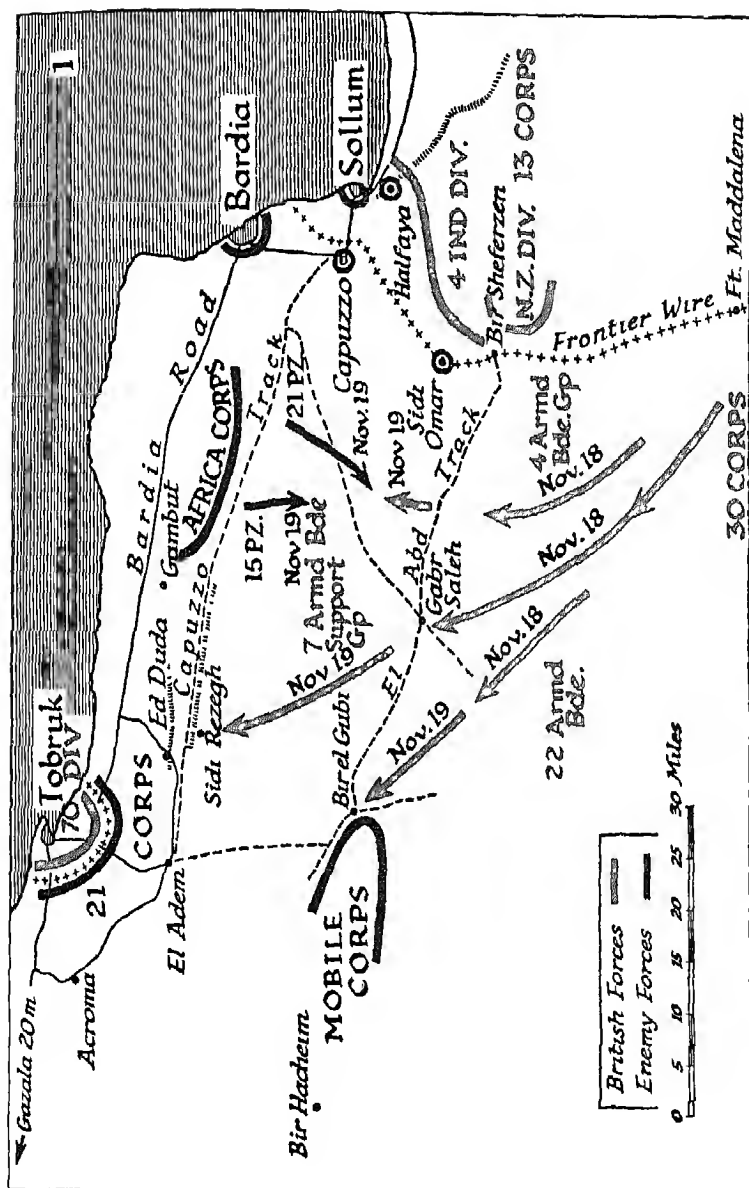 1
Gazala 20 m
Acroma
Tobruk
70 DIV
21 CORPS
El Adem
Ed Duda
Sidi Rezegh
Bardia Road
Gambut
AFRICA CORPS
Capuzzo Track
Bardia
Sollum
Capuzzo
Halfaya
Sidi Omar
21 PZ.
Nov. 19
15 PZ.
Nov 19
7 Armd Bde
Support
Gp
Nov 19
Nov 19
4 IND DIV.
N.Z. DIV. 13 CORPS
Bir Sheferzen
Frontier Wire
Ft. Maddalena
4 Armd
Bde. Gp
Nov. 18
Nov. 18
30 CORPS
El Abd Track
Gabr
Saleh
Bir el Gubi
Nov. 19
Nov. 18
22 Armd
Bde.
MOBILE
CORPS
Bir Hacheim
British Forces
Enemy Forces
0 5 10 15 20 25 30 Miles